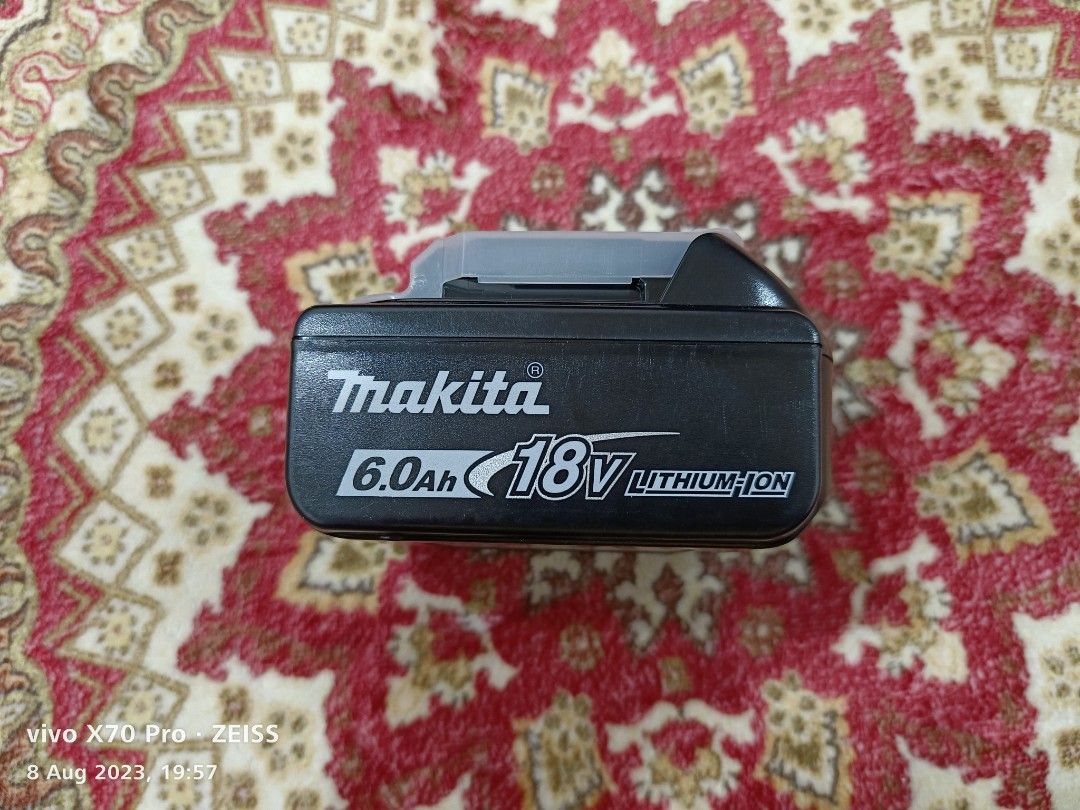 makita®
6.0Ah 18V LITHIUM-ION
vivo X70 Pro · ZEISS
8 Aug 2023, 19:57